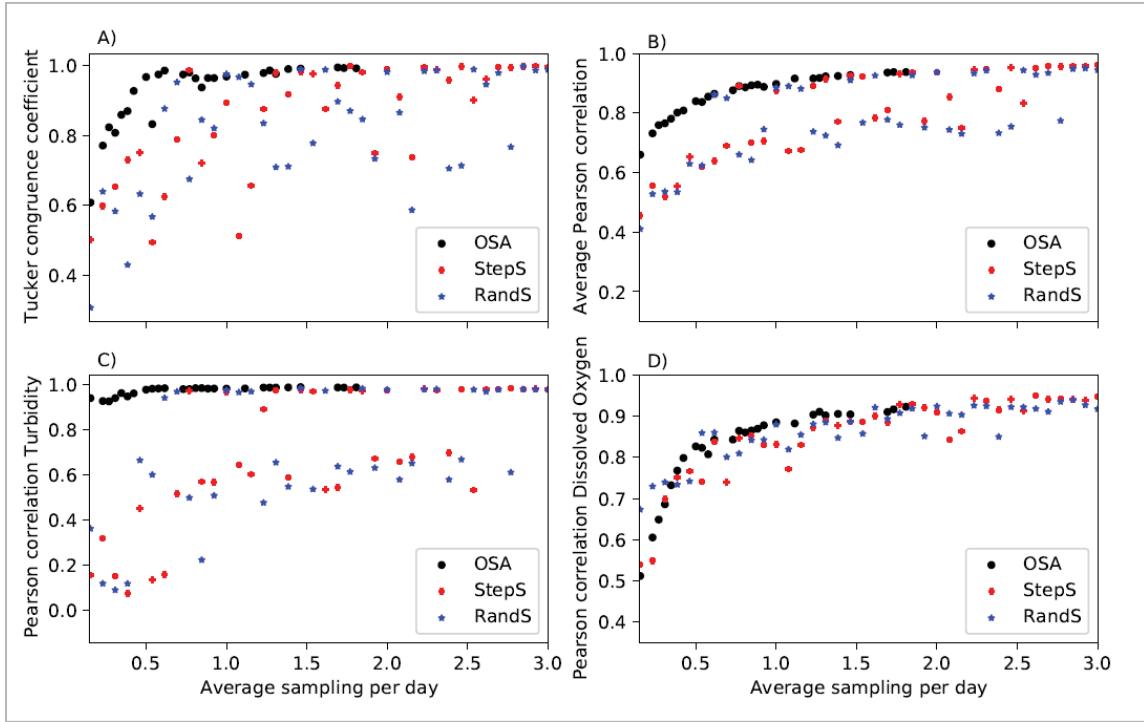 A)
Tucker congruence coefficient
1.0
0.8
0.6
0.4
OSA
StepS
RandS
B)
Average Pearson correlation
1.0
0.8
0.6
0.4
0.2
OSA
StepS
RandS
C)
Pearson correlation Turbidity
1.0
0.8
0.6
0.4
0.2
0.0
OSA
StepS
RandS
0.5 1.0 1.5 2.0 2.5 3.0
Average sampling per day
D)
Pearson correlation Dissolved Oxygen
1.0
0.9
0.8
0.7
0.6
0.5
0.4
OSA
StepS
RandS
0.5 1.0 1.5 2.0 2.5 3.0
Average sampling per day